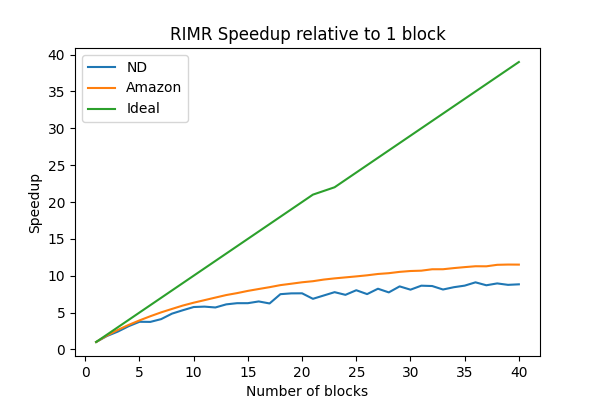 RIMR Speedup relative to 1 block
ND
Amazon
Ideal
40
35
30
25
20
15
10
5
0
Speedup
0 5 10 15 20 25 30 35 40
Number of blocks